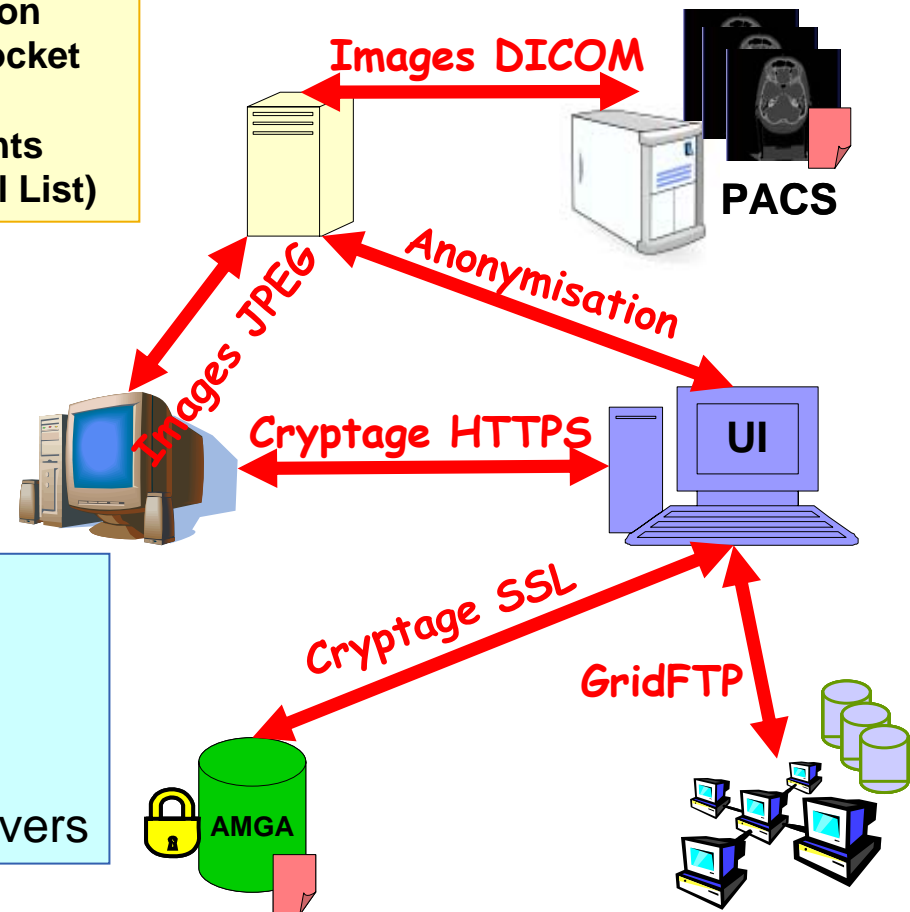 on
ocket
nts
l List)
Images DICOM
PACS
Anonymisation
Images JPEG
Cryptage HTTPS
UI
Cryptage SSL
GridFTP
vers
AMGA